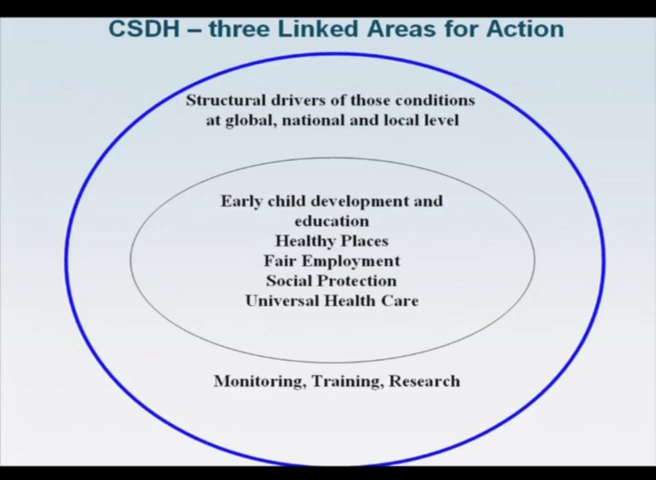 CSDH – three Linked Areas for Action
Structural drivers of those conditions
at global, national and local level
Early child development and
education
Healthy Places
Fair Employment
Social Protection
Universal Health Care
Monitoring, Training, Research